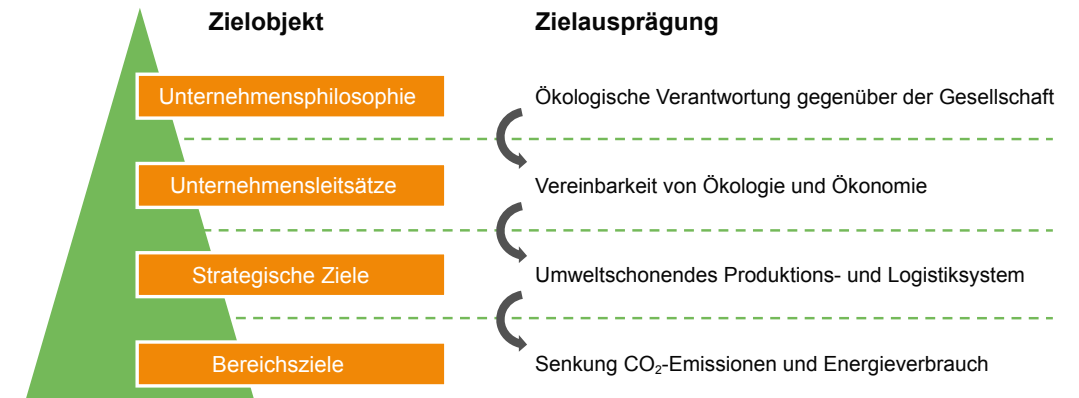 Zielobjekt Zielausprägung
Unternehmensphilosophie Ökologische Verantwortung gegenüber der Gesellschaft
Unternehmensleitsätze Vereinbarkeit von Ökologie und Ökonomie
Strategische Ziele Umweltschonendes Produktions- und Logistiksystem
Bereichsziele Senkung CO₂-Emissionen und Energieverbrauch